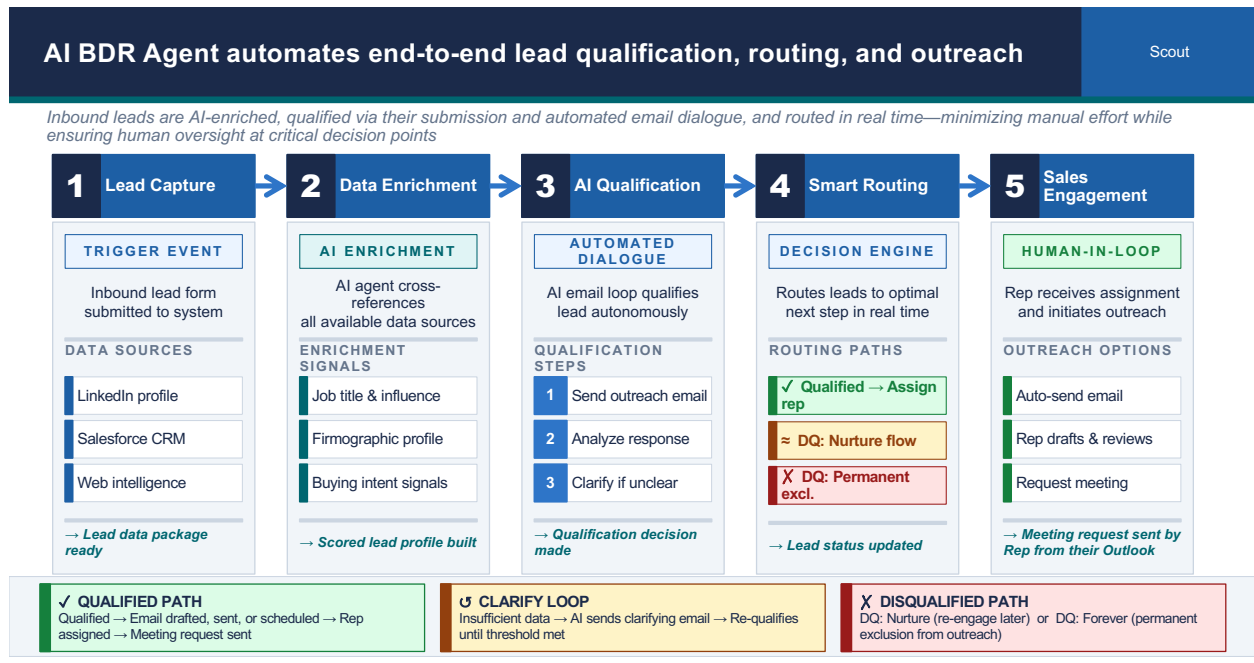 AI BDR Agent automates end-to-end lead qualification, routing, and outreach
Scout
Inbound leads are AI-enriched, qualified via their submission and automated email dialogue, and routed in real time—minimizing manual effort while
ensuring human oversight at critical decision points
1 Lead Capture
TRIGGER EVENT
Inbound lead form
submitted to system
DATA SOURCES
LinkedIn profile
Salesforce CRM
Web intelligence
→ Lead data package
ready
2 Data Enrichment
AI ENRICHMENT
AI agent cross-
references
all available data sources
ENRICHMENT
SIGNALS
Job title & influence
Firmographic profile
Buying intent signals
→ Scored lead profile built
3 AI Qualification
AUTOMATED
DIALOGUE
AI email loop qualifies
lead autonomously
QUALIFICATION
STEPS
1 Send outreach email
2 Analyze response
3 Clarify if unclear
→ Qualification decision
made
4 Smart Routing
DECISION ENGINE
Routes leads to optimal
next step in real time
ROUTING PATHS
✓ Qualified → Assign
rep
≈ DQ: Nurture flow
✗ DQ: Permanent
excl.
→ Lead status updated
5 Sales
Engagement
HUMAN-IN-LOOP
Rep receives assignment
and initiates outreach
OUTREACH OPTIONS
Auto-send email
Rep drafts & reviews
Request meeting
→ Meeting request sent by
Rep from their Outlook
✓ QUALIFIED PATH
Qualified → Email drafted, sent, or scheduled → Rep
assigned → Meeting request sent
↺ CLARIFY LOOP
Insufficient data → AI sends clarifying email → Re-qualifies
until threshold met
✗ DISQUALIFIED PATH
DQ: Nurture (re-engage later) or DQ: Forever (permanent
exclusion from outreach)